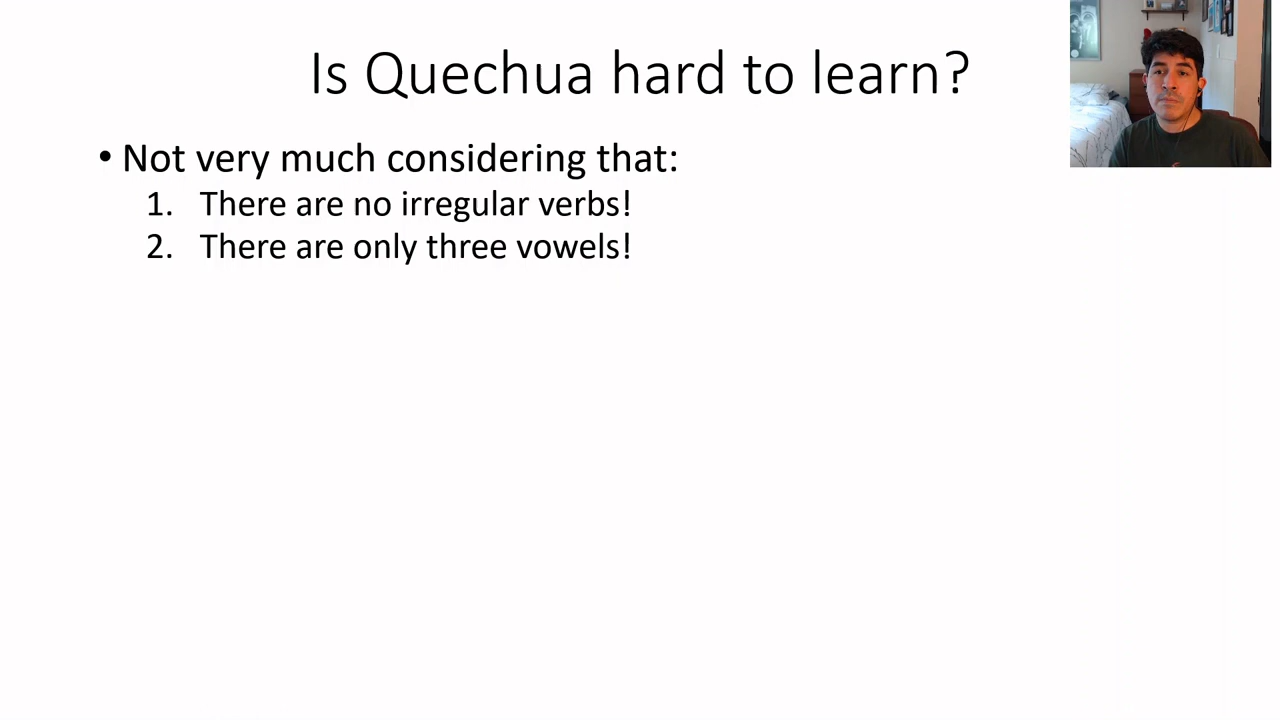 Is Quechua hard to learn?
• Not very much considering that:
1. There are no irregular verbs!
2. There are only three vowels!